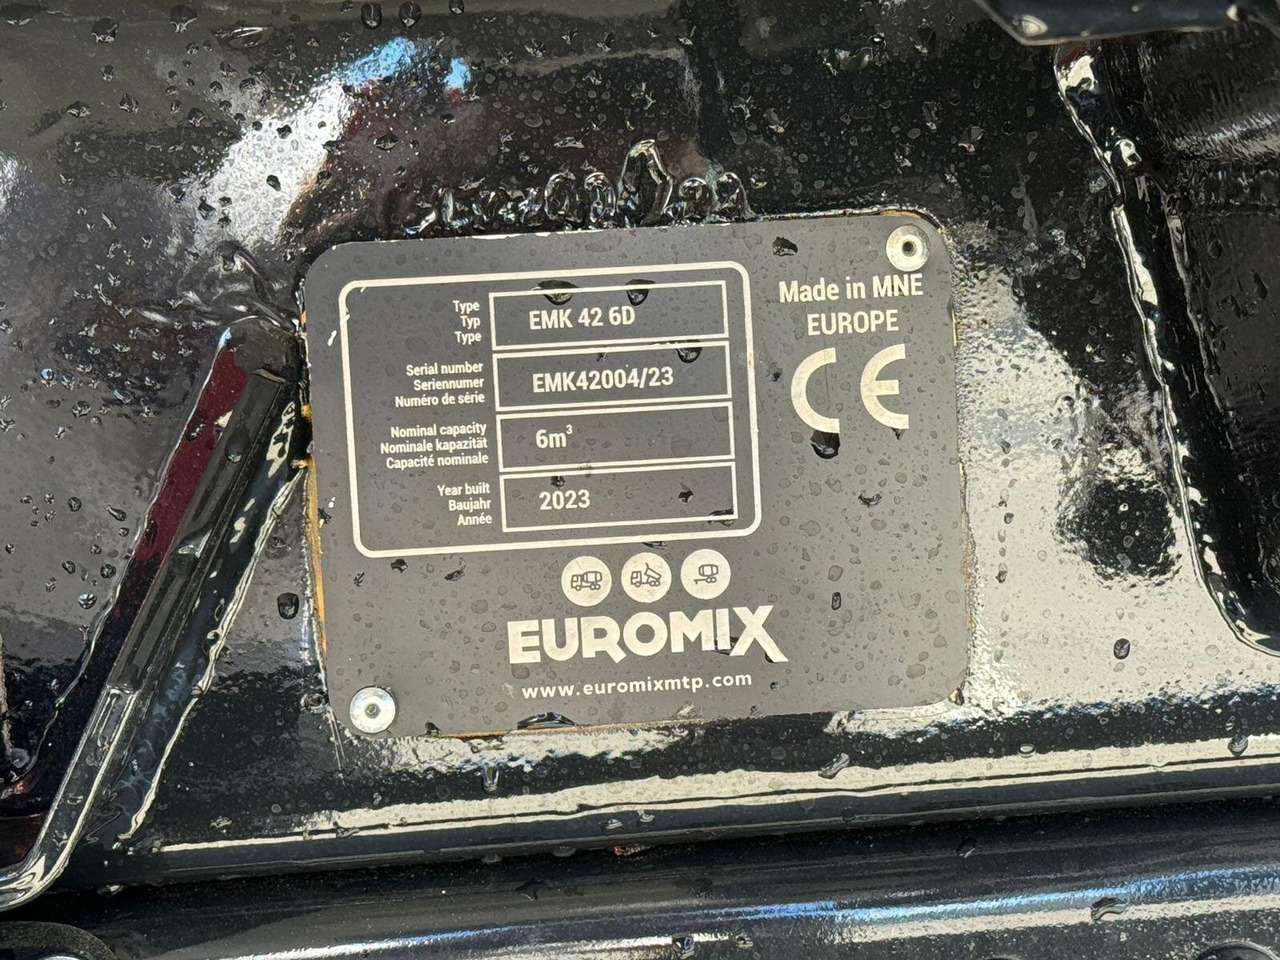 Type
Typ
Type
EMK 42 6D
Serial number
Seriennumer
Numéro de série
EMK42004/23
Nominal capacity
Nominale kapazität
Capacité nominale
6m³
Year built
Baujahr
Année
2023
Made in MNE
EUROPE
CE
EUROMIX
www.euromixmtp.com